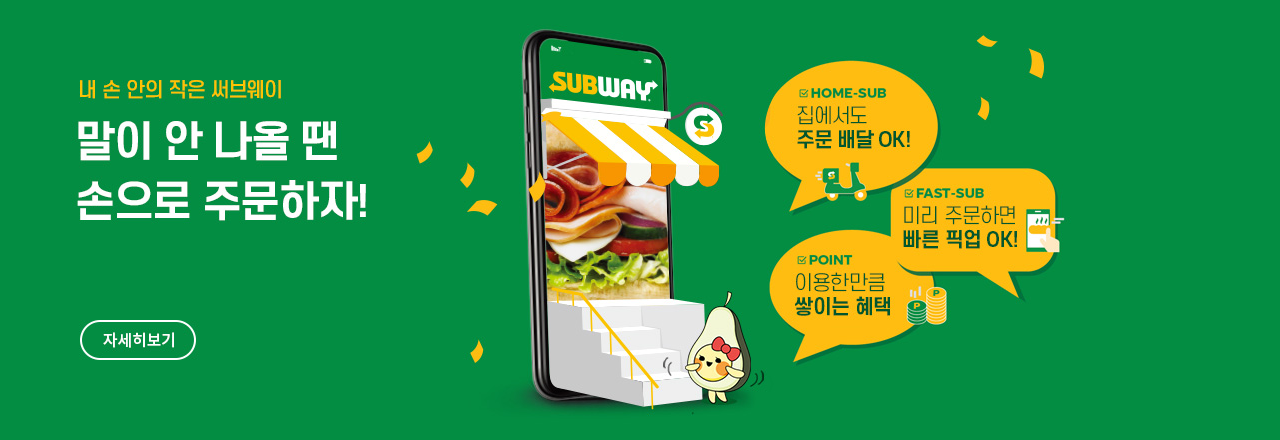 내 손 안의 작은 써브웨이
말이 안 나올 땐
손으로 주문하자!
자세히보기
SUBWAY
HOME-SUB
집에서도
주문 배달 OK!
FAST-SUB
미리 주문하면
빠른 픽업 OK!
POINT
이용한만큼
쌓이는 혜택
P
P